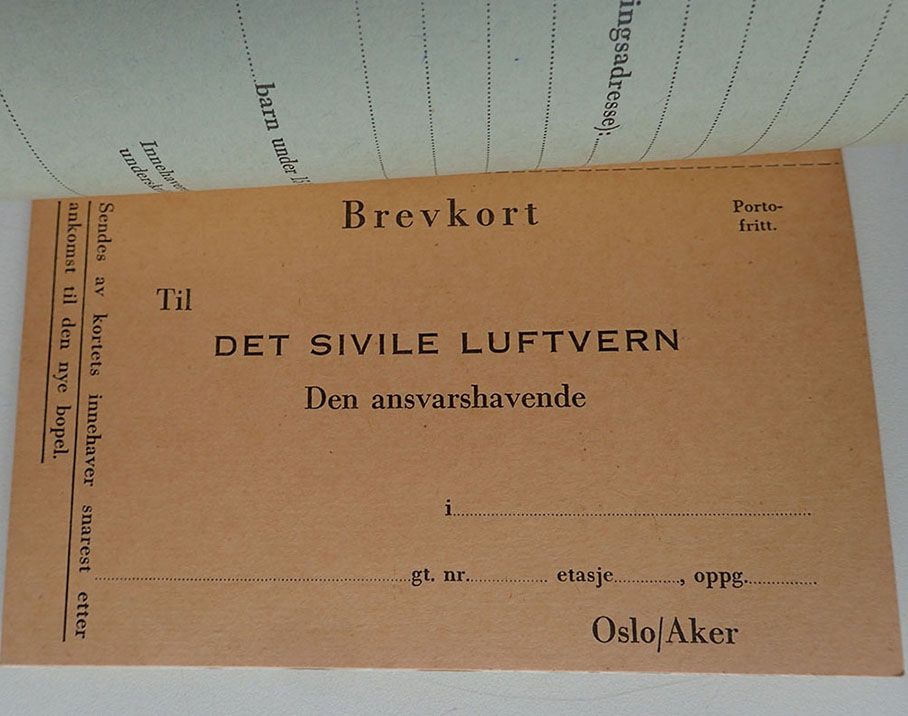 ingsadresse):
barn under
Brevkort
Porto-
fritt.
Til
DET SIVILE LUFTVERN
Den ansvarshavende
i
gt. nr. etasje, oppg.
Oslo/Aker
Sendes av kortets innehaver snarest etter
ankomst til den nye bopel.